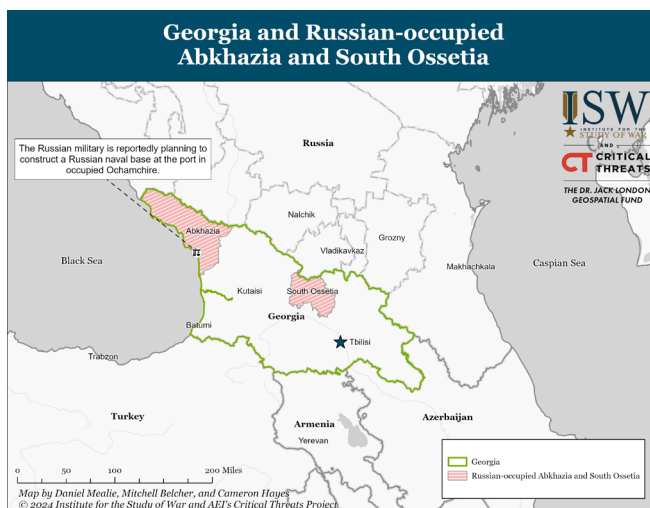 Georgia and Russian-occupied
Abkhazia and South Ossetia
ISW
INSTITUTE FOR THE
STUDY OF WAR
AND
CT CRITICAL
THREATS
THE DR. JACK LONDON
GEOSPATIAL FUND
The Russian military is reportedly planning to
construct a Russian naval base at the port in
occupied Ochamchire.
Russia
Nalchik
Abkhazia
Grozny
Vladikavkaz
Black Sea
Makhachkala
Caspian Sea
Kutaisi
South Ossetia
Georgia
Batumi
Tbilisi
Trabzon
Turkey
Armenia
Azerbaijan
Yerevan
Georgia
Russian-occupied Abkhazia and South Ossetia
0 50 100 200 Miles
Map by Daniel Mealie, Mitchell Belcher, and Cameron Hayes
© 2024 Institute for the Study of War and AEI's Critical Threats Project